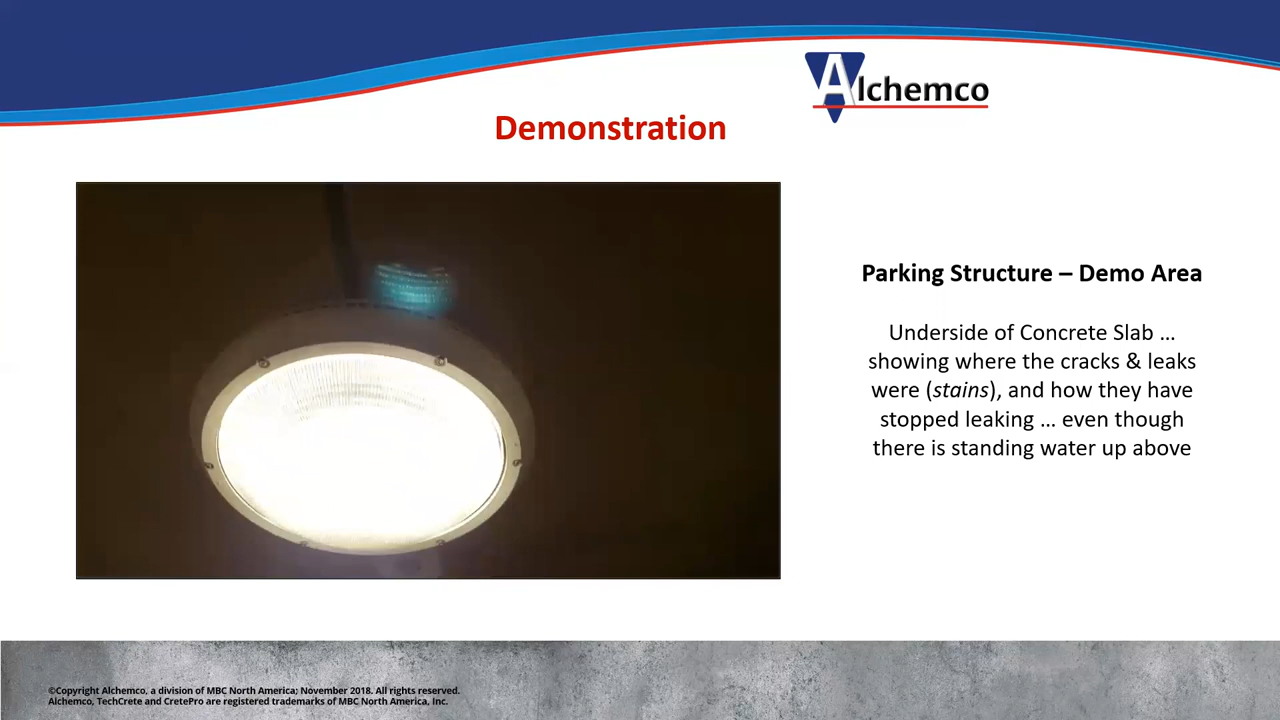 Alchemco
Demonstration
Parking Structure – Demo Area
Underside of Concrete Slab ...
showing where the cracks & leaks
were (stains), and how they have
stopped leaking ... even though
there is standing water up above
©Copyright Alchemco, a division of MBC North America; November 2018. All rights reserved.
Alchemco, TechCrete and CretePro are registered trademarks of MBC North America, Inc.